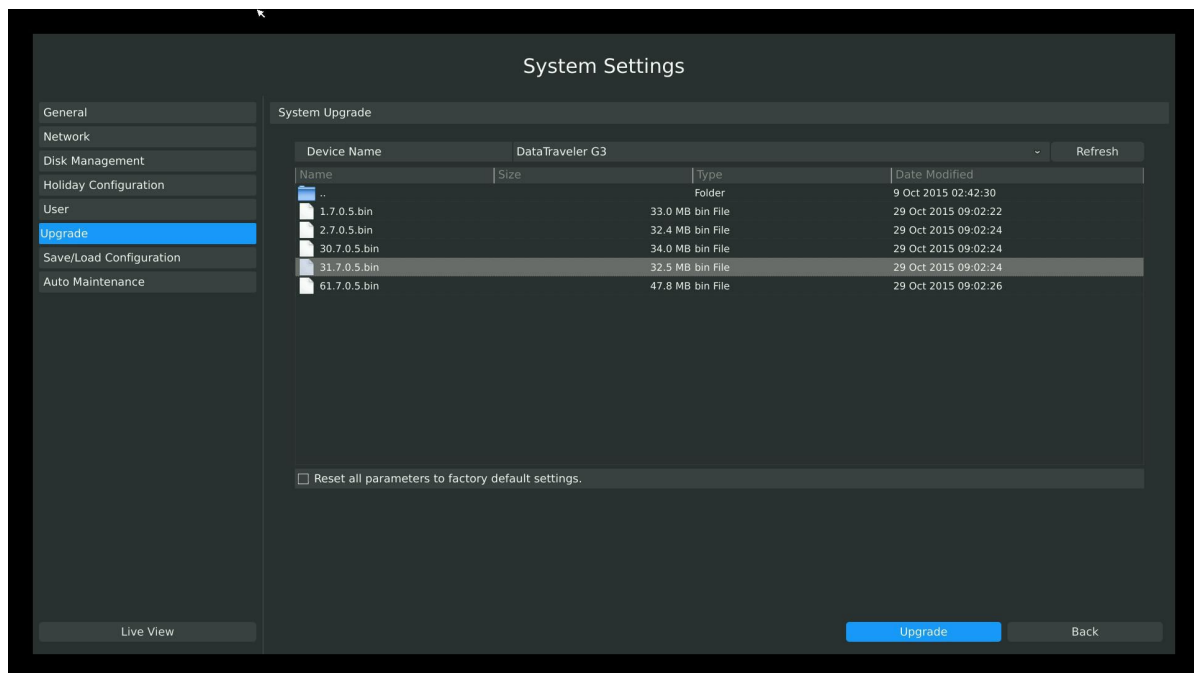 System Settings
General
Network
Disk Management
Holiday Configuration
User
Upgrade
Save/Load Configuration
Auto Maintenance
Live View
System Upgrade
Device Name DataTraveler G3 Refresh
Name Size Type Date Modified
.. Folder 9 Oct 2015 02:42:30
1.7.0.5.bin 33.0 MB bin File 29 Oct 2015 09:02:22
2.7.0.5.bin 32.4 MB bin File 29 Oct 2015 09:02:24
30.7.0.5.bin 34.0 MB bin File 29 Oct 2015 09:02:24
31.7.0.5.bin 32.5 MB bin File 29 Oct 2015 09:02:24
61.7.0.5.bin 47.8 MB bin File 29 Oct 2015 09:02:26
Reset all parameters to factory default settings.
Upgrade Back